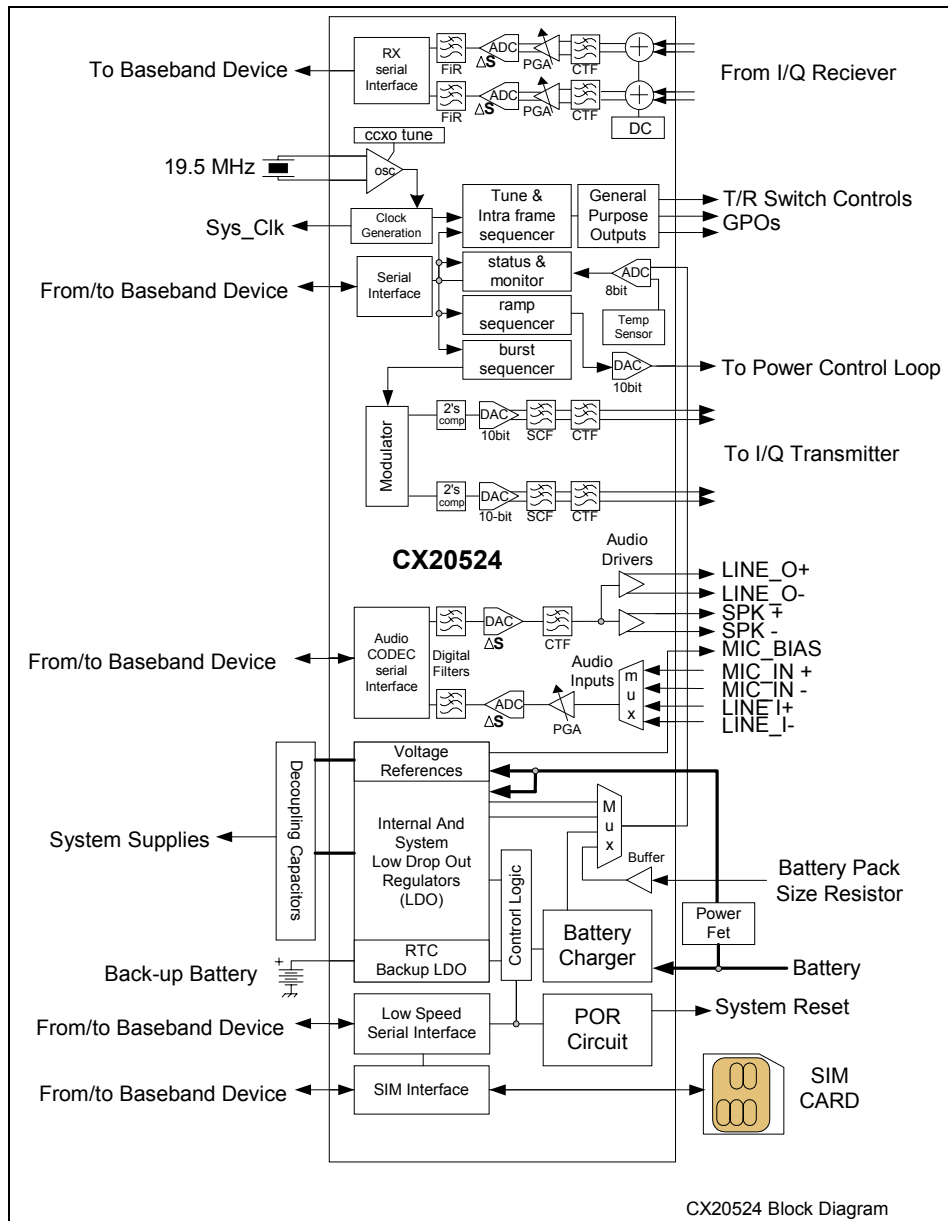 To Baseband Device
RX
serial
Interface
FiR
ΔS
ADC
PGA
CTF
From I/Q Reciever
FiR
ΔS
ADC
PGA
CTF
DC
ccxo tune
19.5 MHz
osc
Sys_Clk
Clock
Generation
Tune &
Intra frame
sequencer
General
Purpose
Outputs
T/R Switch Controls
GPOs
From/to Baseband Device
Serial
Interface
status &
monitor
ADC
8bit
Temp
Sensor
ramp
sequencer
burst
sequencer
DAC
10bit
To Power Control Loop
Modulator
2's
comp
DAC
10bit
SCF
CTF
To I/Q Transmitter
2's
comp
DAC
10-bit
SCF
CTF
CX20524
Audio
Drivers
LINE_O+
LINE_O-
SPK +
SPK -
MIC_BIAS
MIC_IN +
MIC_IN -
LINE I+
LINE_I-
From/to Baseband Device
Audio
CODEC
serial
Interface
Digital
Filters
DAC
ΔS
CTF
Audio
Inputs
mux
ADC
ΔS
PGA
Voltage
References
Decoupling Capacitors
System Supplies
Internal And
System
Low Drop Out
Regulators
(LDO)
Mux
Buffer
Battery Pack
Size Resistor
Power
Fet
Control Logic
Battery
Charger
Battery
RTC
Backup LDO
+
Back-up Battery
From/to Baseband Device
Low Speed
Serial Interface
POR
Circuit
System Reset
From/to Baseband Device
SIM Interface
SIM
CARD
CX20524 Block Diagram